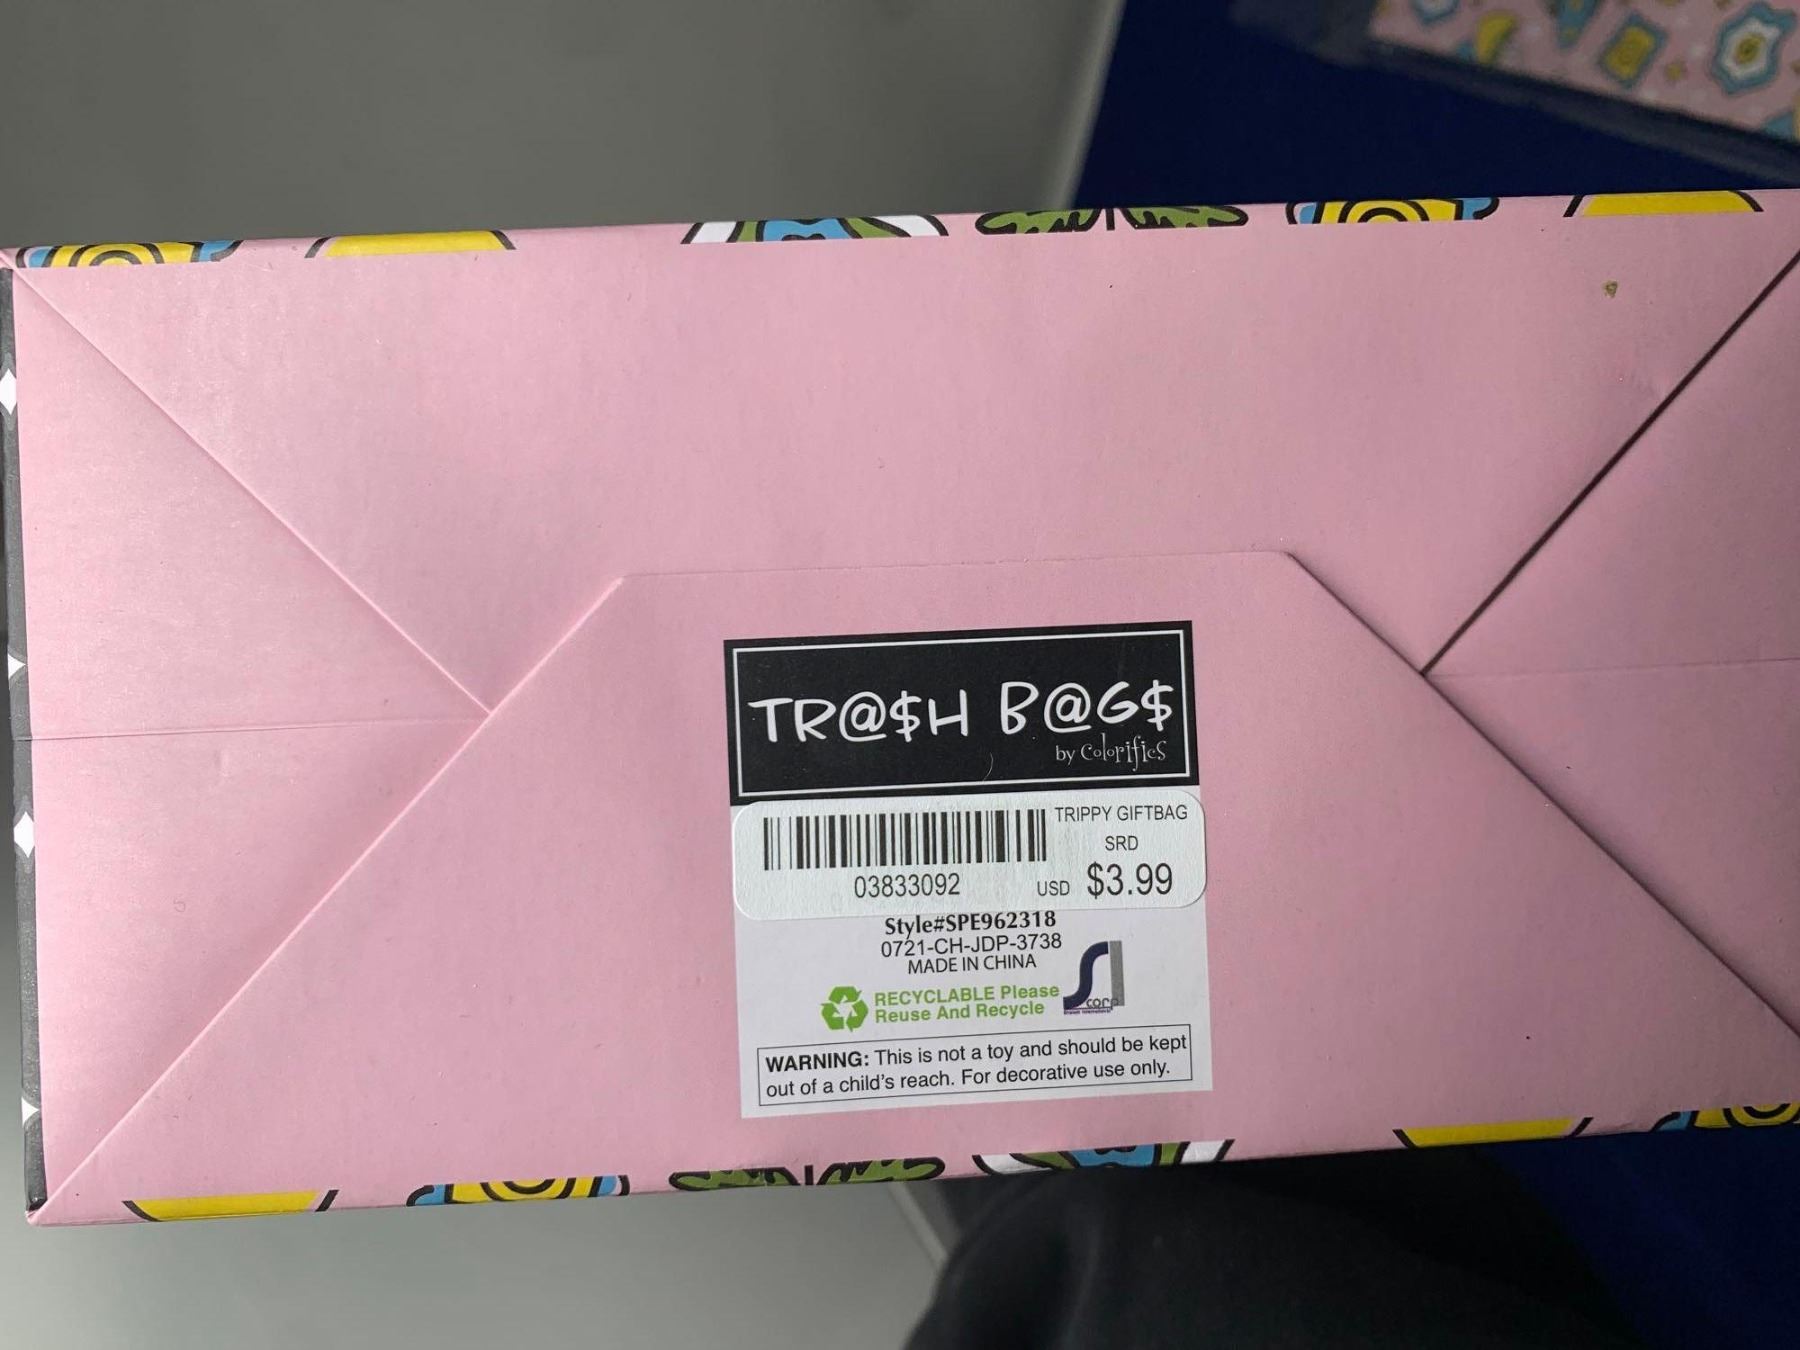 TR@$H B@G$
by Colorifics
TRIPPY GIFTBAG
SRD
03833092
USD $3.99
Style#SPE962318
0721-CH-JDP-3738
MADE IN CHINA
RECYCLABLE Please
Reuse And Recycle
corp
WARNING: This is not a toy and should be kept
out of a child's reach. For decorative use only.